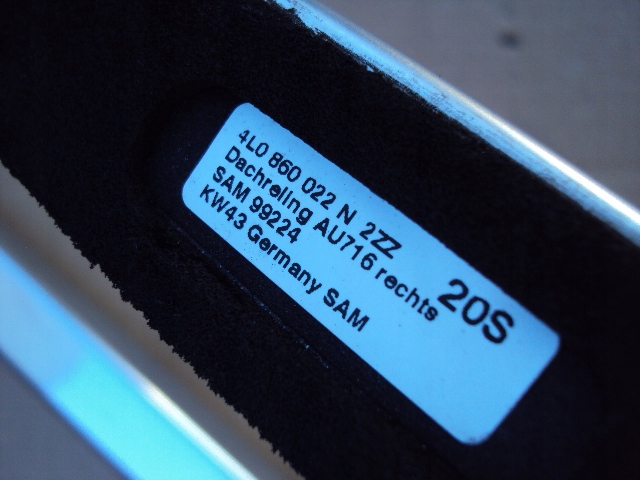 4L0 860 022 N 2ZZ
Dachreling AU716 rechts
SAM 99224
KW43 Germany SAM
20S